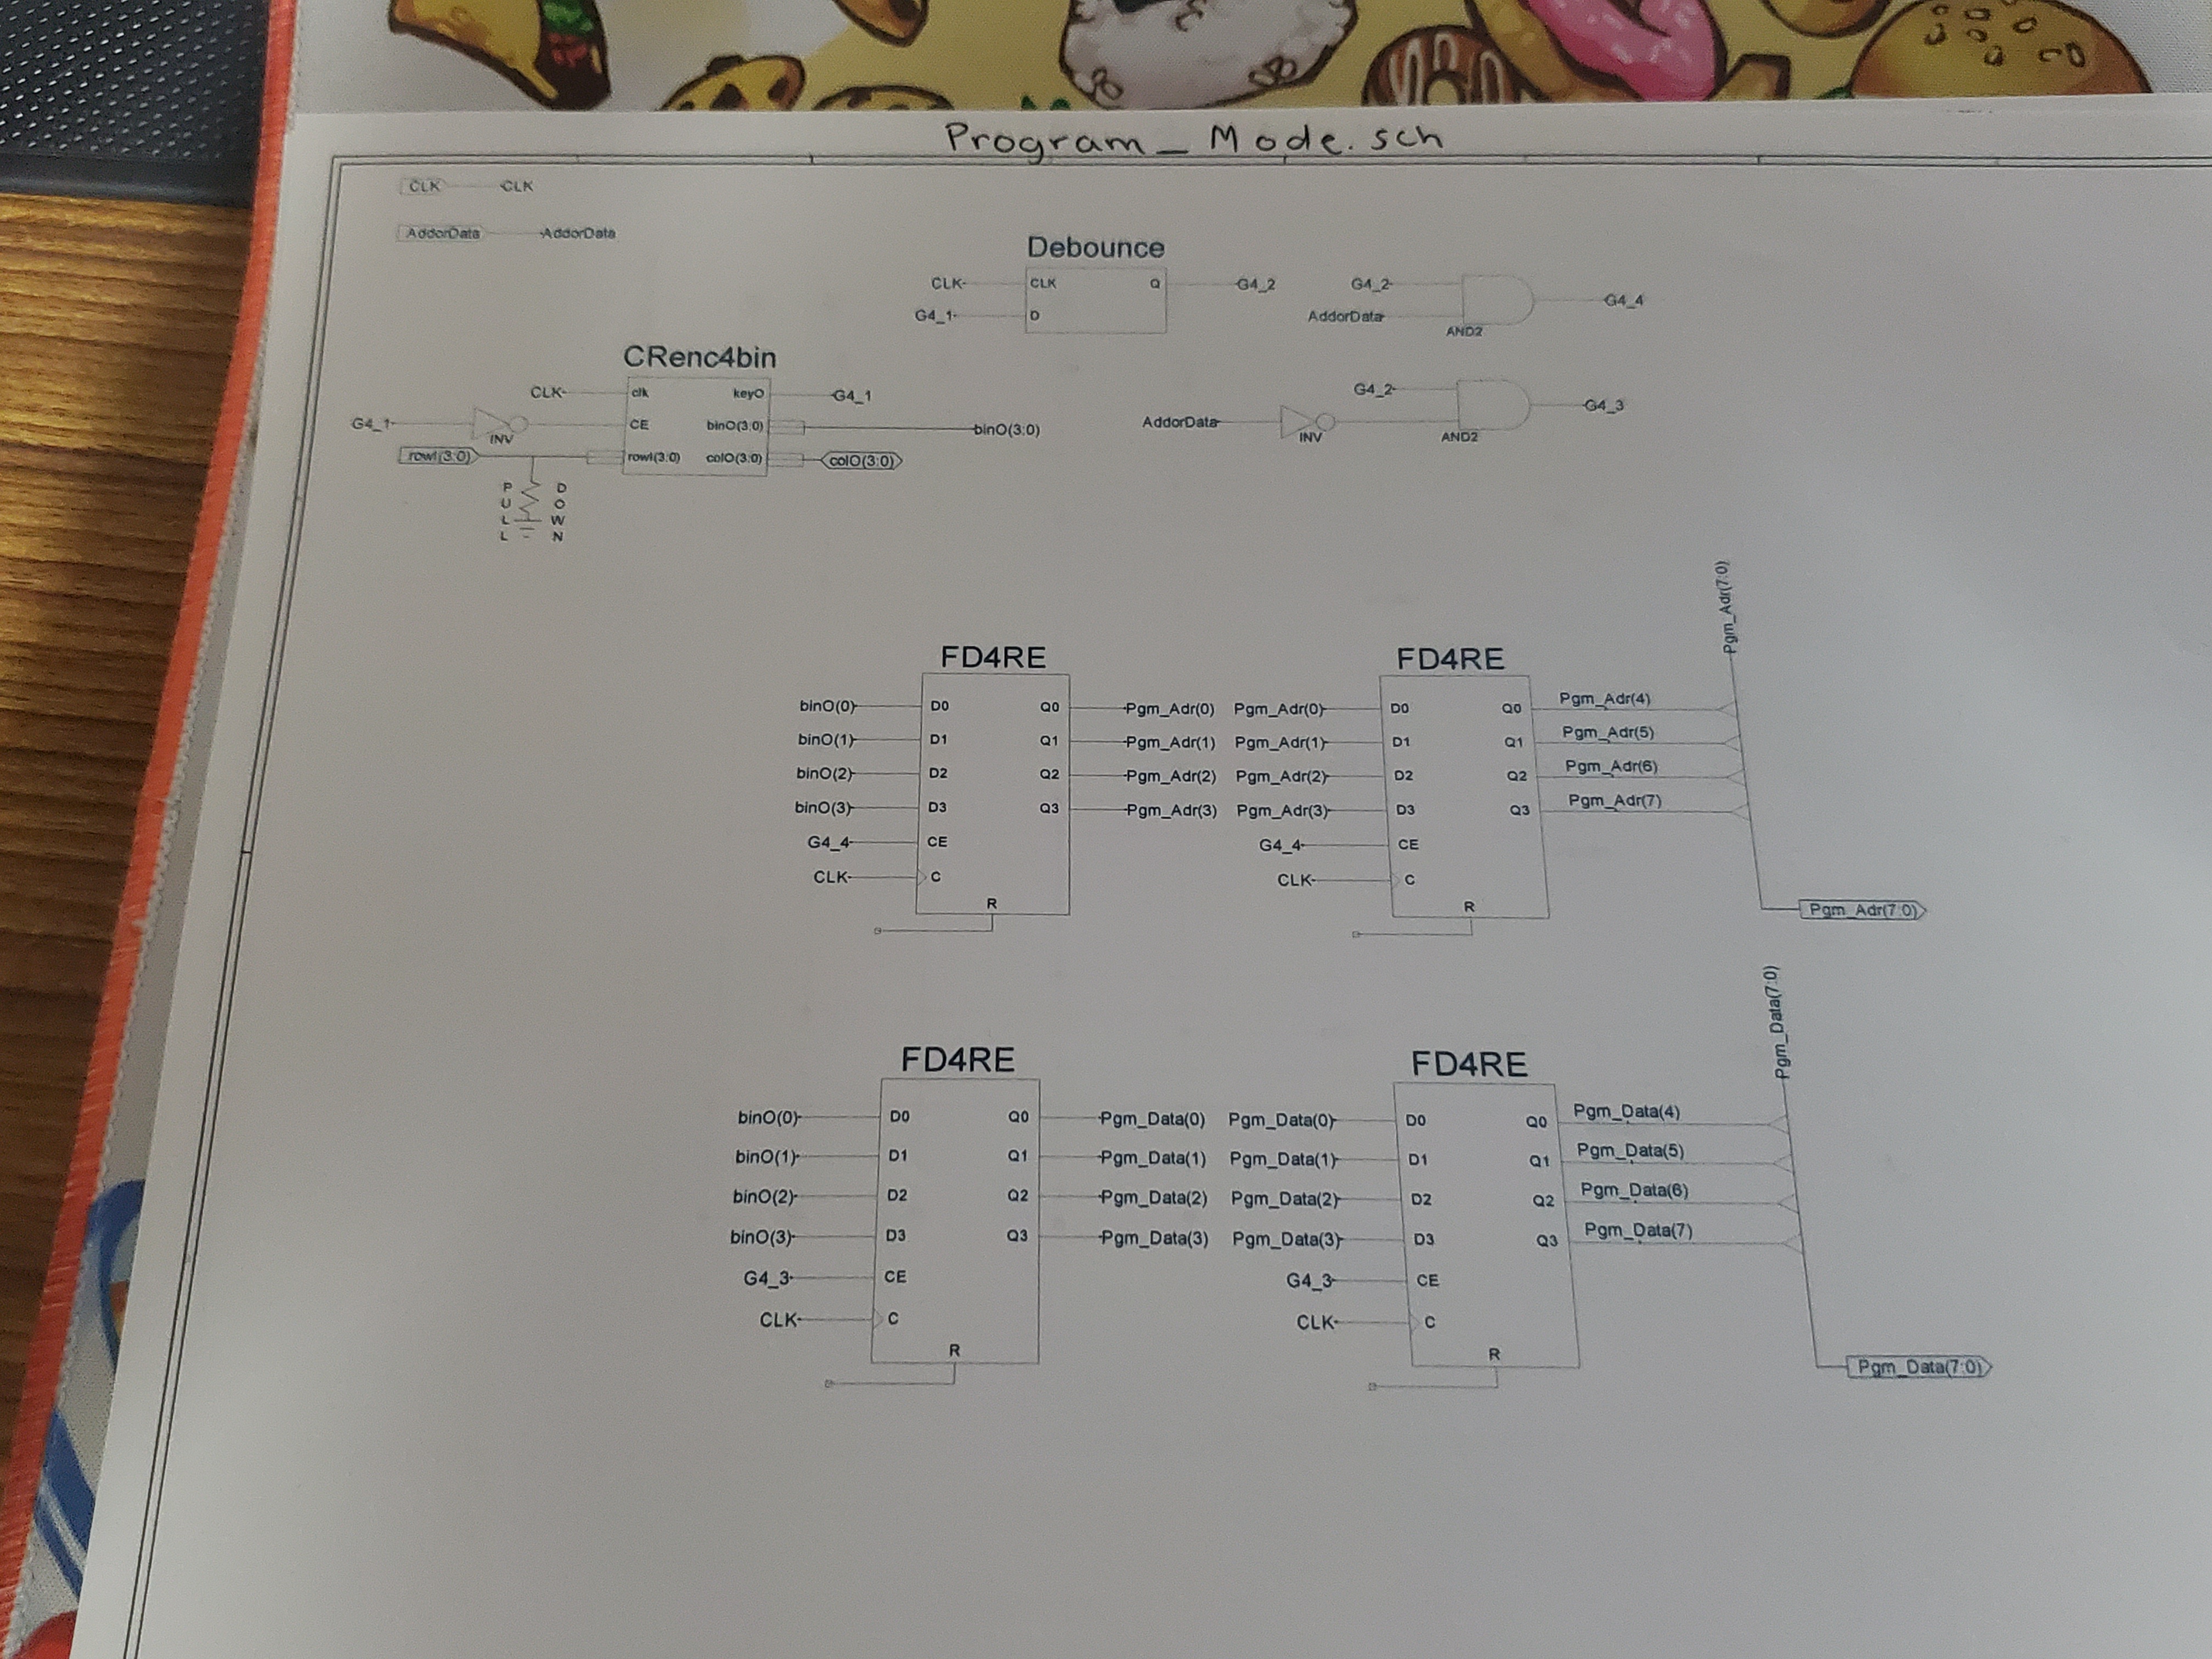 Program_Mode.sch
CLK CLK
AddorData AddorData
Debounce
CLK CLK Q G4_2
G4_1 D
G4_2
AddorData AND2 G4_4
CRenc4bin
CLK clk keyO G4_1
G4_1 INV CE binO(3:0) binO(3:0)
rowI(3:0) rowI(3:0) colO(3:0) colO(3:0)
PULL DOWN
G4_2
AddorData INV AND2 G4_3
FD4RE FD4RE
binO(0) D0 Q0 Pgm_Adr(0) Pgm_Adr(0) D0 Q0 Pgm_Adr(4)
binO(1) D1 Q1 Pgm_Adr(1) Pgm_Adr(1) D1 Q1 Pgm_Adr(5)
binO(2) D2 Q2 Pgm_Adr(2) Pgm_Adr(2) D2 Q2 Pgm_Adr(6)
binO(3) D3 Q3 Pgm_Adr(3) Pgm_Adr(3) D3 Q3 Pgm_Adr(7)
G4_4 CE G4_4 CE
CLK C CLK C
R R
Pgm_Adr(7:0)
Pgm_Adr(7:0)
FD4RE FD4RE
binO(0) D0 Q0 Pgm_Data(0) Pgm_Data(0) D0 Q0 Pgm_Data(4)
binO(1) D1 Q1 Pgm_Data(1) Pgm_Data(1) D1 Q1 Pgm_Data(5)
binO(2) D2 Q2 Pgm_Data(2) Pgm_Data(2) D2 Q2 Pgm_Data(6)
binO(3) D3 Q3 Pgm_Data(3) Pgm_Data(3) D3 Q3 Pgm_Data(7)
G4_3 CE G4_3 CE
CLK C CLK C
R R
Pgm_Data(7:0)
Pgm_Data(7:0)